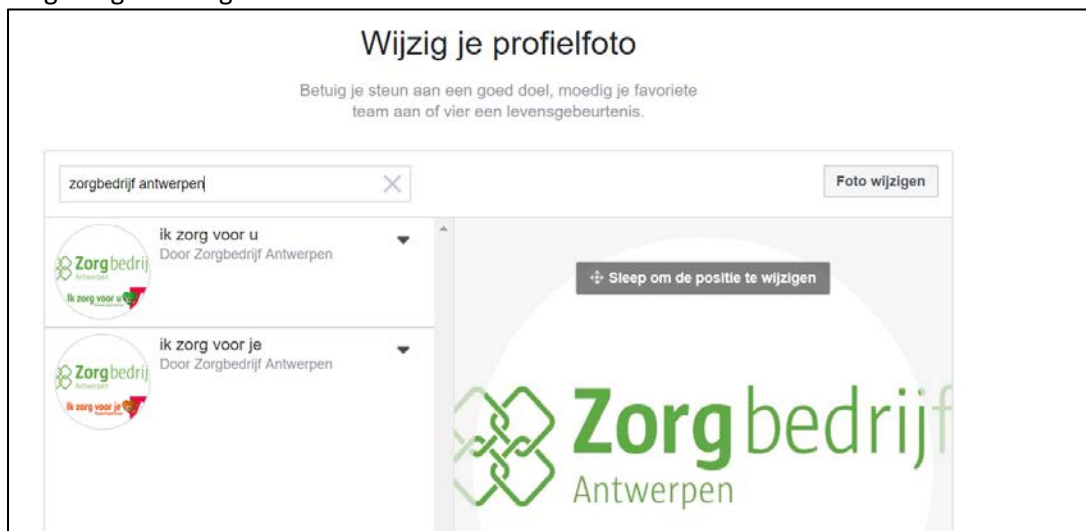 Wijzig je profielfoto
Betuig je steun aan een goed doel, moedig je favoriete
team aan of vier een levensgebeurtenis.
zorgbedrijf antwerpen
Foto wijzigen
ik zorg voor u
Door Zorgbedrijf Antwerpen
Zorgbedrij
Antwerpen
Ik zorg voor u
Sleep om de positie te wijzigen
ik zorg voor je
Door Zorgbedrijf Antwerpen
Zorgbedrij
Antwerpen
Ik zorg voor je
Zorgbedrijf
Antwerpen